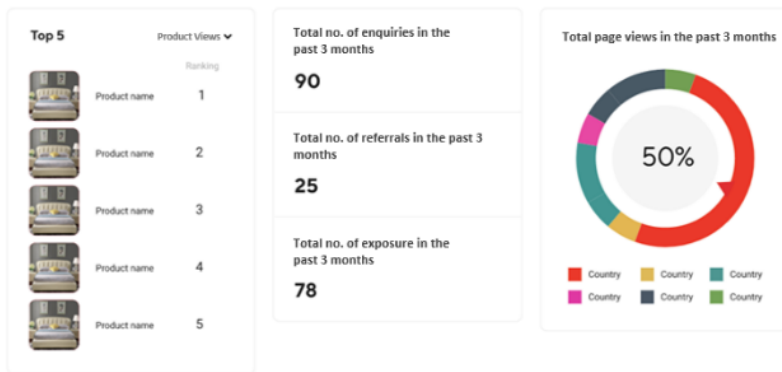 Top 5
Product Views
Ranking
Product name 1
Product name 2
Product name 3
Product name 4
Product name 5
Total no. of enquiries in the
past 3 months
90
Total no. of referrals in the past 3
months
25
Total no. of exposure in the
past 3 months
78
Total page views in the past 3 months
50%
Country Country Country
Country Country Country